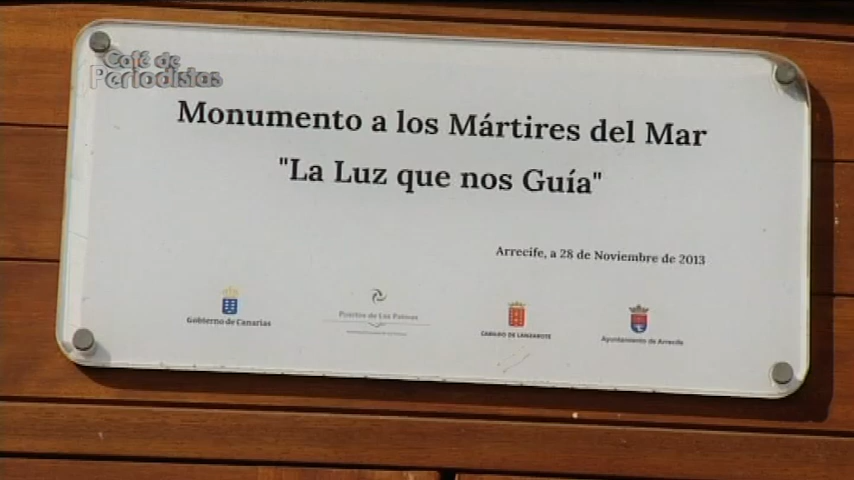 Café de
Periodistas
Monumento a los Mártires del Mar
"La Luz que nos Guía"
Arrecife, a 28 de Noviembre de 2013
Gobierno de Canarias
Puertos de Las Palmas
CABILDO DE LANZAROTE
Ayuntamiento de Arrecife